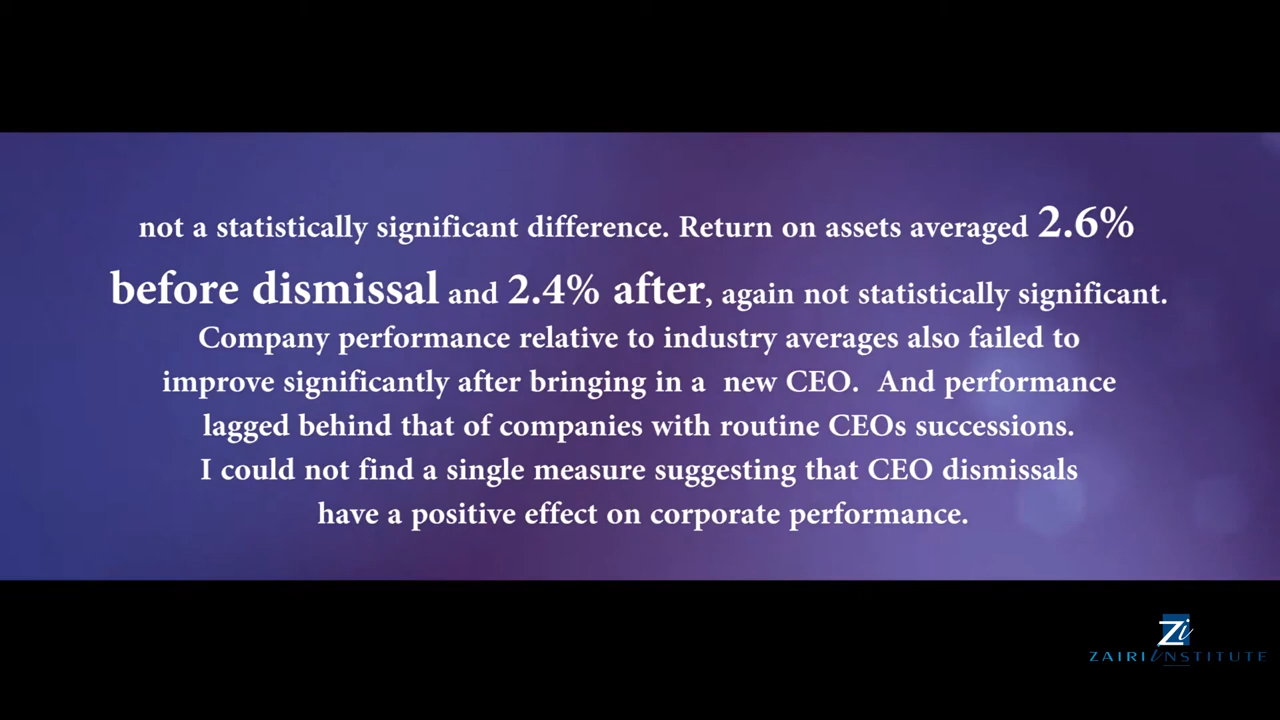 not a statistically significant difference. Return on assets averaged 2.6%
before dismissal and 2.4% after, again not statistically significant.
Company performance relative to industry averages also failed to
improve significantly after bringing in a  new CEO.  And performance
lagged behind that of companies with routine CEOs successions.
I could not find a single measure suggesting that CEO dismissals
have a positive effect on corporate performance.
Zi
ZAIRI iNSTITUTE